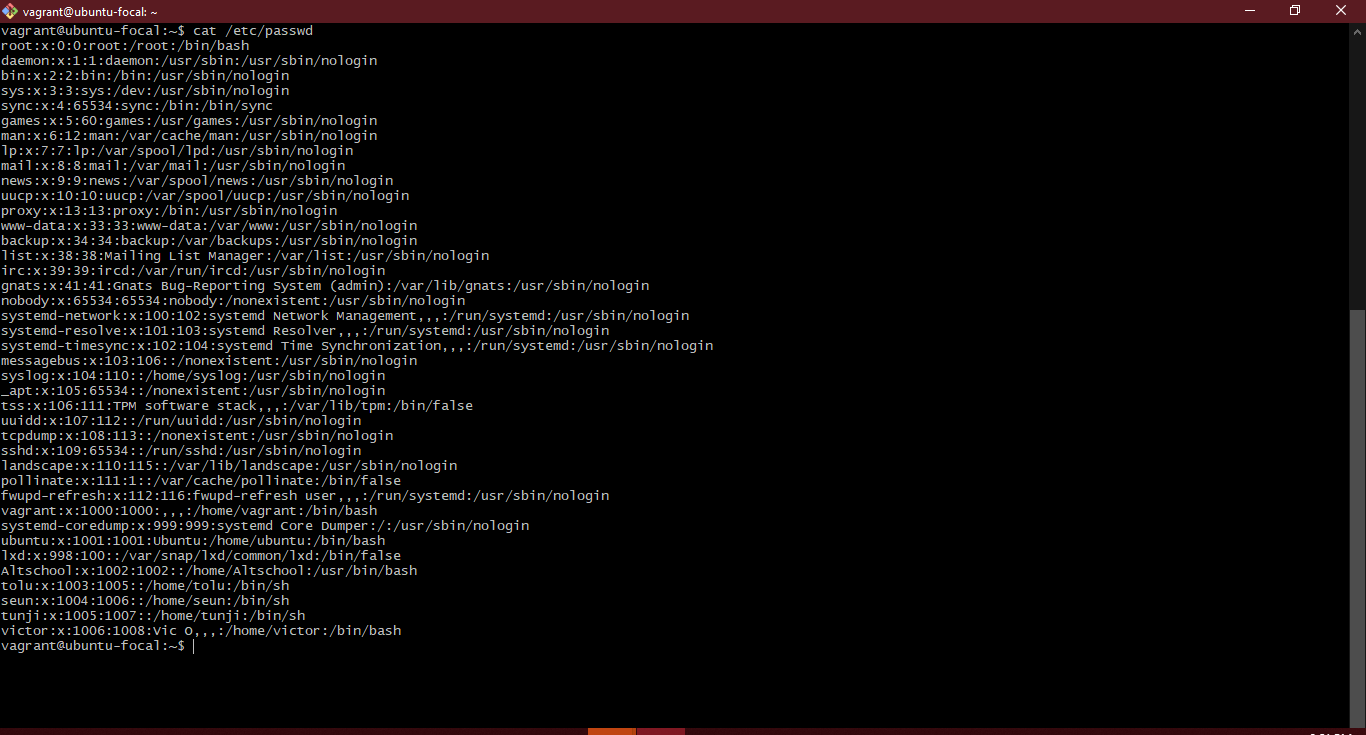 vagrant@ubuntu-focal: ~
vagrant@ubuntu-focal:~$ cat /etc/passwd
root:x:0:0:root:/root:/bin/bash
daemon:x:1:1:daemon:/usr/sbin:/usr/sbin/nologin
bin:x:2:2:bin:/bin:/usr/sbin/nologin
sys:x:3:3:sys:/dev:/usr/sbin/nologin
sync:x:4:65534:sync:/bin:/bin/sync
games:x:5:60:games:/usr/games:/usr/sbin/nologin
man:x:6:12:man:/var/cache/man:/usr/sbin/nologin
lp:x:7:7:lp:/var/spool/lpd:/usr/sbin/nologin
mail:x:8:8:mail:/var/mail:/usr/sbin/nologin
news:x:9:9:news:/var/spool/news:/usr/sbin/nologin
uucp:x:10:10:uucp:/var/spool/uucp:/usr/sbin/nologin
proxy:x:13:13:proxy:/bin:/usr/sbin/nologin
www-data:x:33:33:www-data:/var/www:/usr/sbin/nologin
backup:x:34:34:backup:/var/backups:/usr/sbin/nologin
list:x:38:38:Mailing List Manager:/var/list:/usr/sbin/nologin
irc:x:39:39:ircd:/var/run/ircd:/usr/sbin/nologin
gnats:x:41:41:Gnats Bug-Reporting System (admin):/var/lib/gnats:/usr/sbin/nologin
nobody:x:65534:65534:nobody:/nonexistent:/usr/sbin/nologin
systemd-network:x:100:102:systemd Network Management,,,:/run/systemd:/usr/sbin/nologin
systemd-resolve:x:101:103:systemd Resolver,,,:/run/systemd:/usr/sbin/nologin
systemd-timesync:x:102:104:systemd Time Synchronization,,,:/run/systemd:/usr/sbin/nologin
messagebus:x:103:106::/nonexistent:/usr/sbin/nologin
syslog:x:104:110::/home/syslog:/usr/sbin/nologin
_apt:x:105:65534::/nonexistent:/usr/sbin/nologin
tss:x:106:111:TPM software stack,,,:/var/lib/tpm:/bin/false
uuidd:x:107:112::/run/uuidd:/usr/sbin/nologin
tcpdump:x:108:113::/nonexistent:/usr/sbin/nologin
sshd:x:109:65534::/run/sshd:/usr/sbin/nologin
landscape:x:110:115::/var/lib/landscape:/usr/sbin/nologin
pollinate:x:111:1::/var/cache/pollinate:/bin/false
fwupd-refresh:x:112:116:fwupd-refresh user,,,:/run/systemd:/usr/sbin/nologin
vagrant:x:1000:1000:,,,:/home/vagrant:/bin/bash
systemd-coredump:x:999:999:systemd Core Dumper:/:/usr/sbin/nologin
ubuntu:x:1001:1001:Ubuntu:/home/ubuntu:/bin/bash
lxd:x:998:100::/var/snap/lxd/common/lxd:/bin/false
Altschool:x:1002:1002::/home/Altschool:/usr/bin/bash
tolu:x:1003:1005::/home/tolu:/bin/sh
seun:x:1004:1006::/home/seun:/bin/sh
tunji:x:1005:1007::/home/tunji:/bin/sh
victor:x:1006:1008:Vic O,,,:/home/victor:/bin/bash
vagrant@ubuntu-focal:~$